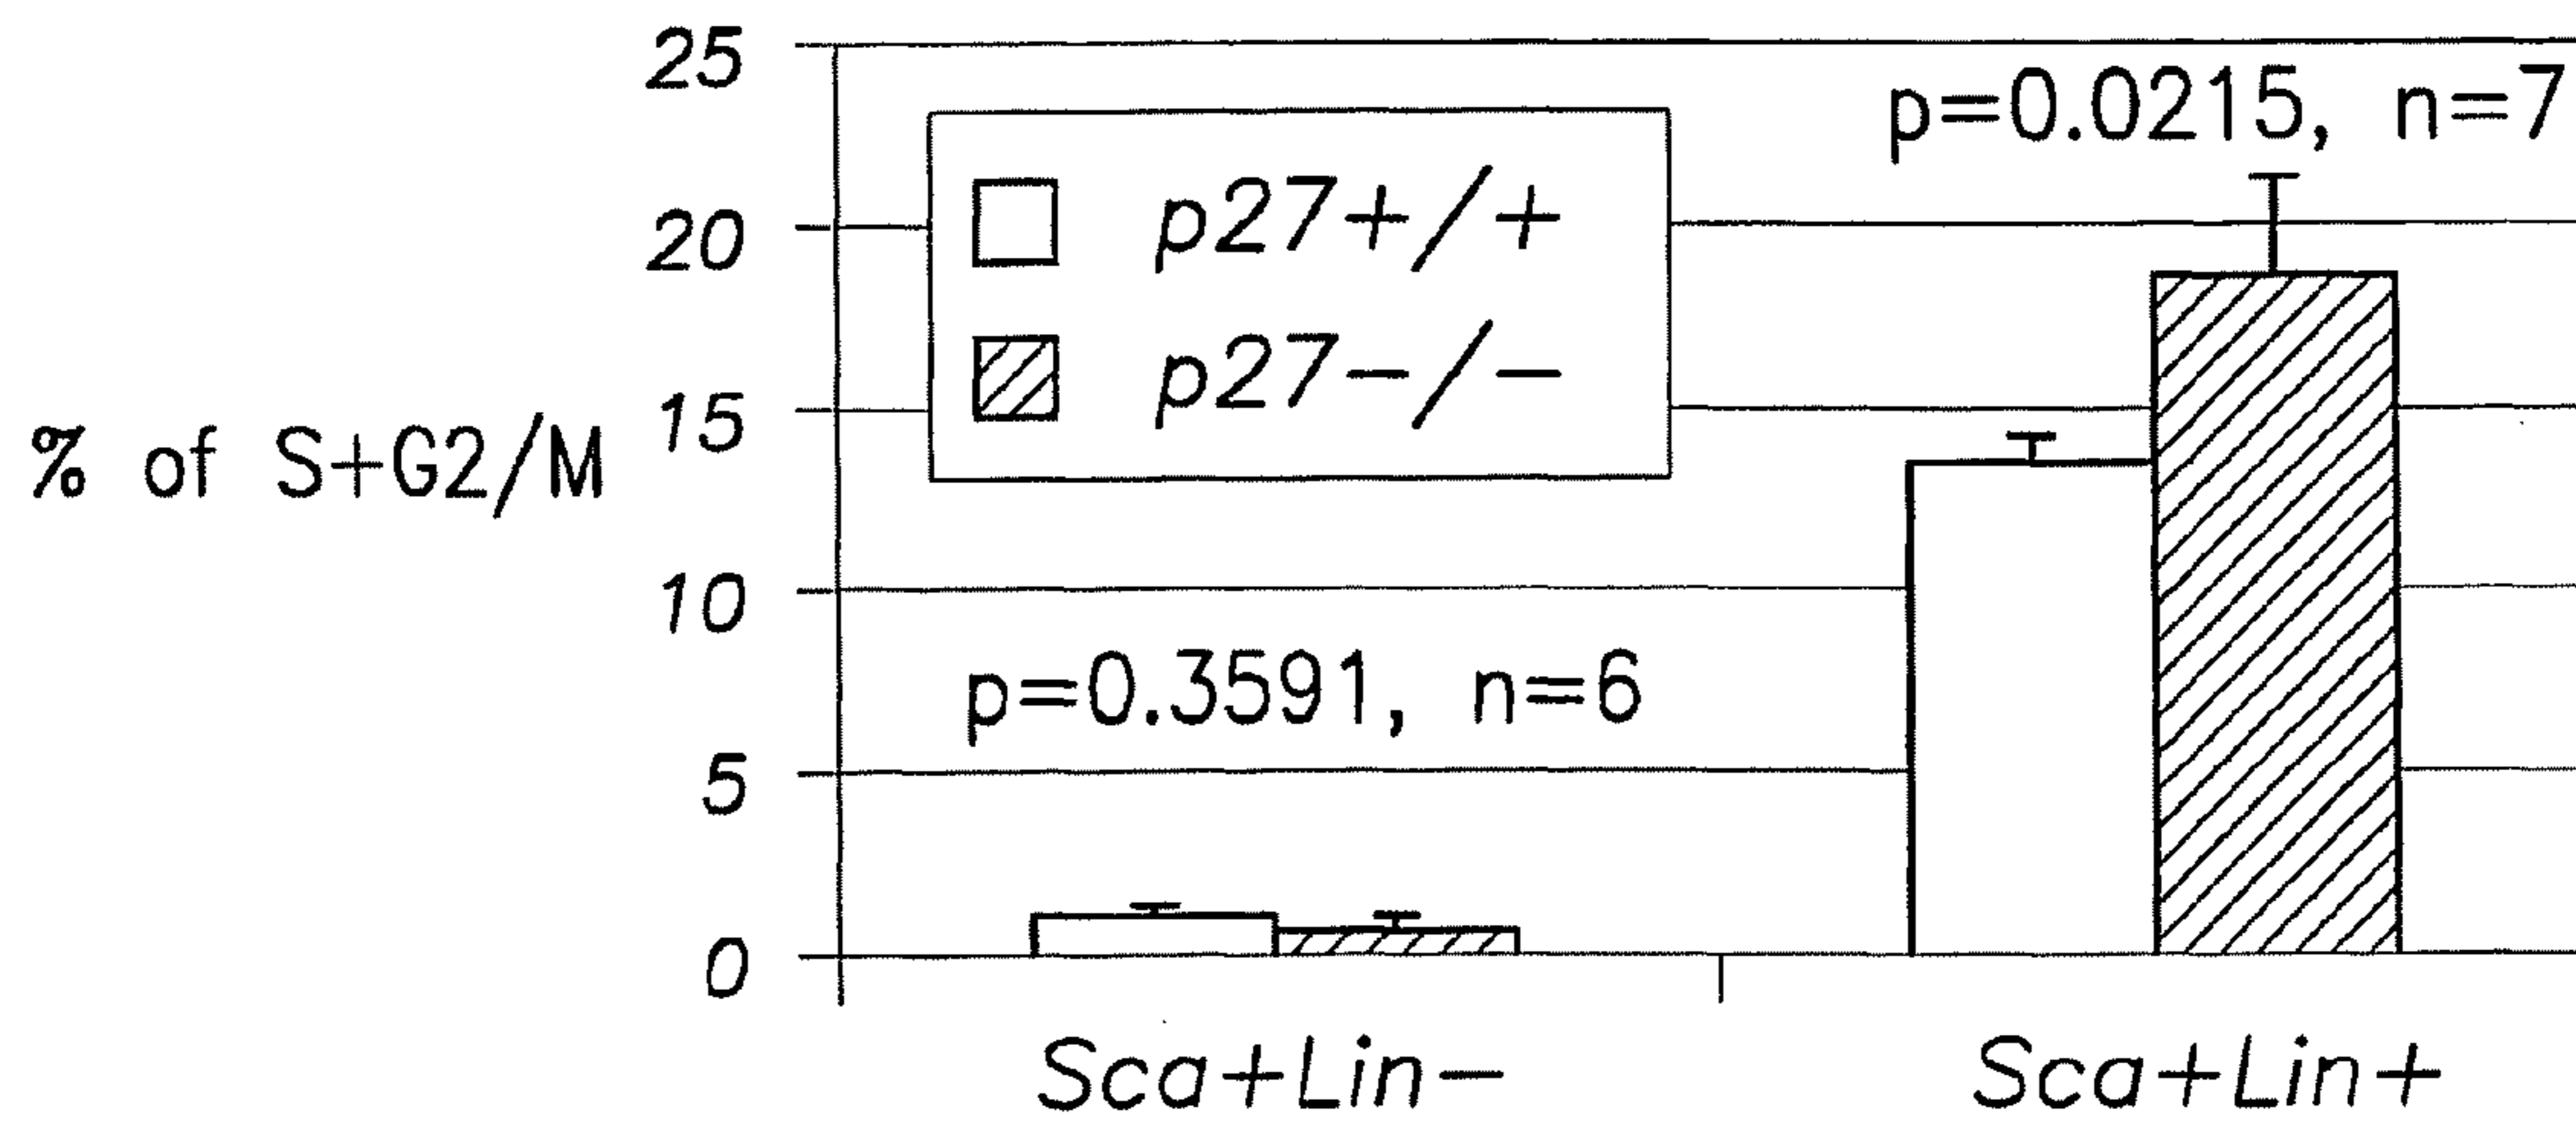 25
p=0.0215, n=7
p27+/+
20
p27-/-
15
% of S+G2/M
10
p=0.3591, n=6
5
0
Sca+Lin- Sca+Lin+